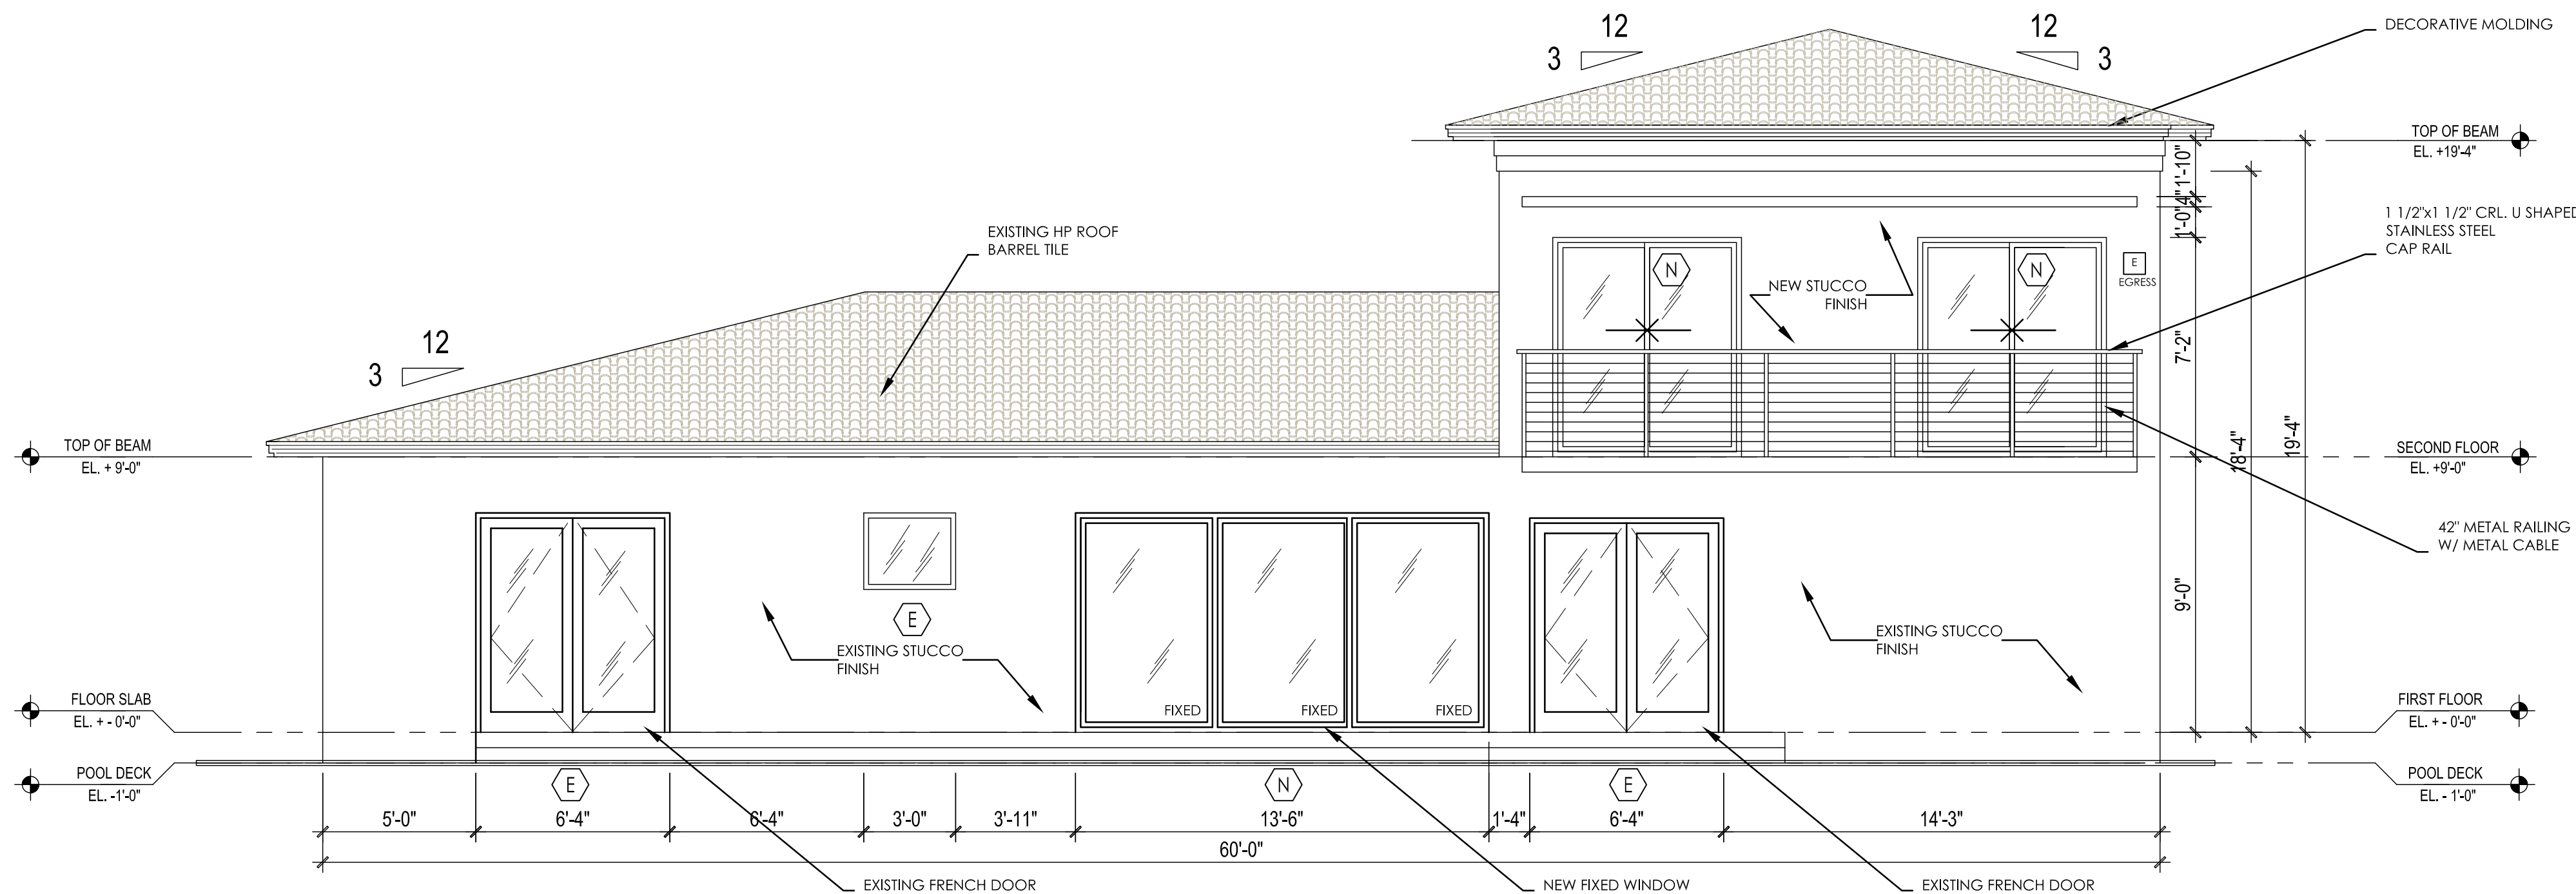 12
3
12
3
DECORATIVE MOLDING
TOP OF BEAM
EL. +19'-4"
1'-10"
4"
1'-0"
1 1/2"x1 1/2" CRL. U SHAPED
STAINLESS STEEL
CAP RAIL
EXISTING HP ROOF
BARREL TILE
N
N
E
EGRESS
NEW STUCCO
FINISH
12
3
7'-2"
TOP OF BEAM
EL. + 9'-0"
18'-4"
19'-4"
SECOND FLOOR
EL. +9'-0"
42" METAL RAILING
W/ METAL CABLE
9'-0"
E
EXISTING STUCCO
FINISH
EXISTING STUCCO
FINISH
FLOOR SLAB
EL. + - 0'-0"
FIXED
FIXED
FIXED
FIRST FLOOR
EL. + - 0'-0"
POOL DECK
EL. -1'-0"
E
N
E
POOL DECK
EL. - 1'-0"
5'-0"
6'-4"
6'-4"
3'-0"
3'-11"
13'-6"
1'-4"
6'-4"
14'-3"
60'-0"
EXISTING FRENCH DOOR
NEW FIXED WINDOW
EXISTING FRENCH DOOR